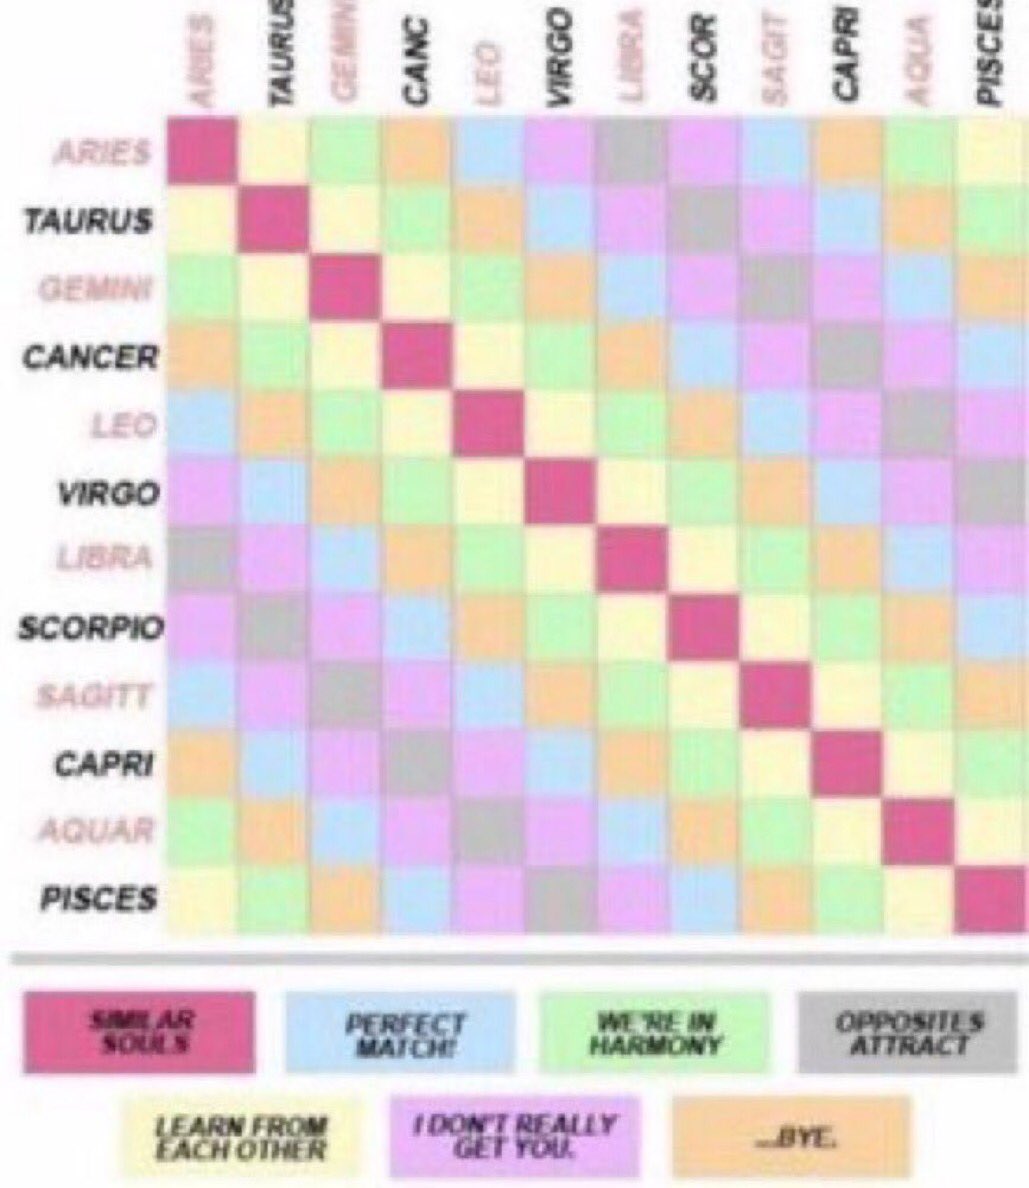 ARIES TAURUS GEMINI CANC LEO VIRGO LIBRA SCOR SAGIT CAPRI AQUA PISCES
ARIES
TAURUS
GEMINI
CANCER
LEO
VIRGO
LIBRA
SCORPIO
SAGITT
CAPRI
AQUAR
PISCES
SIMILAR
SOULS
PERFECT
MATCH!
WE'RE IN
HARMONY
OPPOSITES
ATTRACT
LEARN FROM
EACH OTHER
I DON'T REALLY
GET YOU.
...BYE.